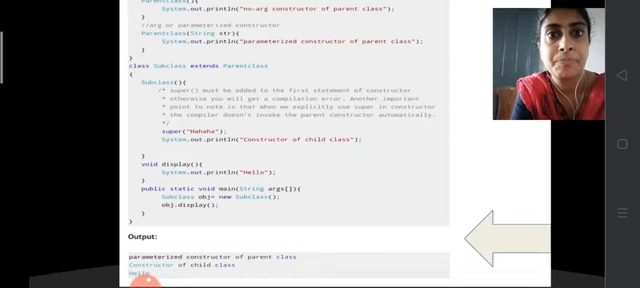 Parentclass(){
System.out.println("no-arg constructor of parent class");
}
//arg or parameterized constructor
Parentclass(String str){
System.out.println("parameterized constructor of parent class");
}
}
class Subclass extends Parentclass
{
Subclass(){
/* super() must be added to the first statement of constructor
* otherwise you will get a compilation error. Another important
* point to note is that when we explicitly use super in constructor
* the compiler doesn't invoke the parent constructor automatically.
*/
super("Hahaha");
System.out.println("Constructor of child class");
}
void display(){
System.out.println("Hello");
}
public static void main(String args[]){
Subclass obj= new Subclass();
obj.display();
}
}
Output:
parameterized constructor of parent class
Constructor of child class
Hello